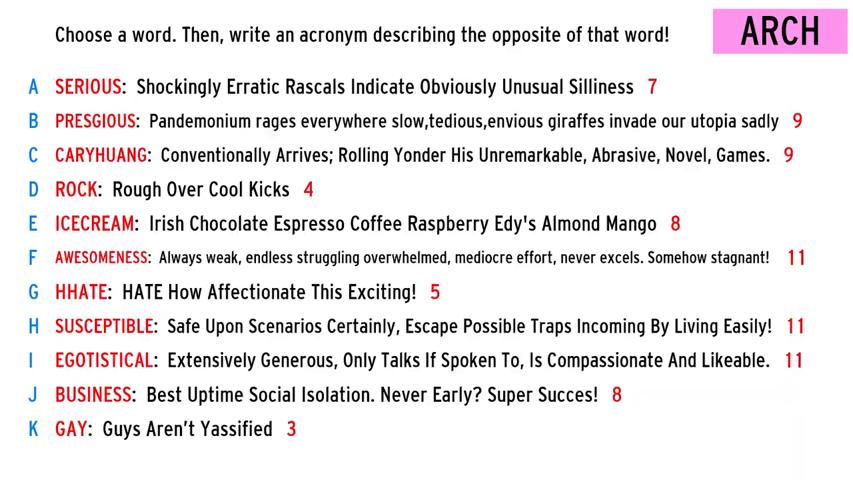 Choose a word. Then, write an acronym describing the opposite of that word!
ARCH
A SERIOUS: Shockingly Erratic Rascals Indicate Obviously Unusual Silliness 7
B PRESGIOUS: Pandemonium rages everywhere slow,tedious,envious giraffes invade our utopia sadly 9
C CARYHUANG: Conventionally Arrives; Rolling Yonder His Unremarkable, Abrasive, Novel, Games. 9
D ROCK: Rough Over Cool Kicks 4
E ICECREAM: Irish Chocolate Espresso Coffee Raspberry Edy's Almond Mango 8
F AWESOMENESS: Always weak, endless struggling overwhelmed, mediocre effort, never excels. Somehow stagnant! 11
G HHATE: HATE How Affectionate This Exciting! 5
H SUSCEPTIBLE: Safe Upon Scenarios Certainly, Escape Possible Traps Incoming By Living Easily! 11
I EGOTISTICAL: Extensively Generous, Only Talks If Spoken To, Is Compassionate And Likeable. 11
J BUSINESS: Best Uptime Social Isolation. Never Early? Super Succes! 8
K GAY: Guys Aren’t Yassified 3